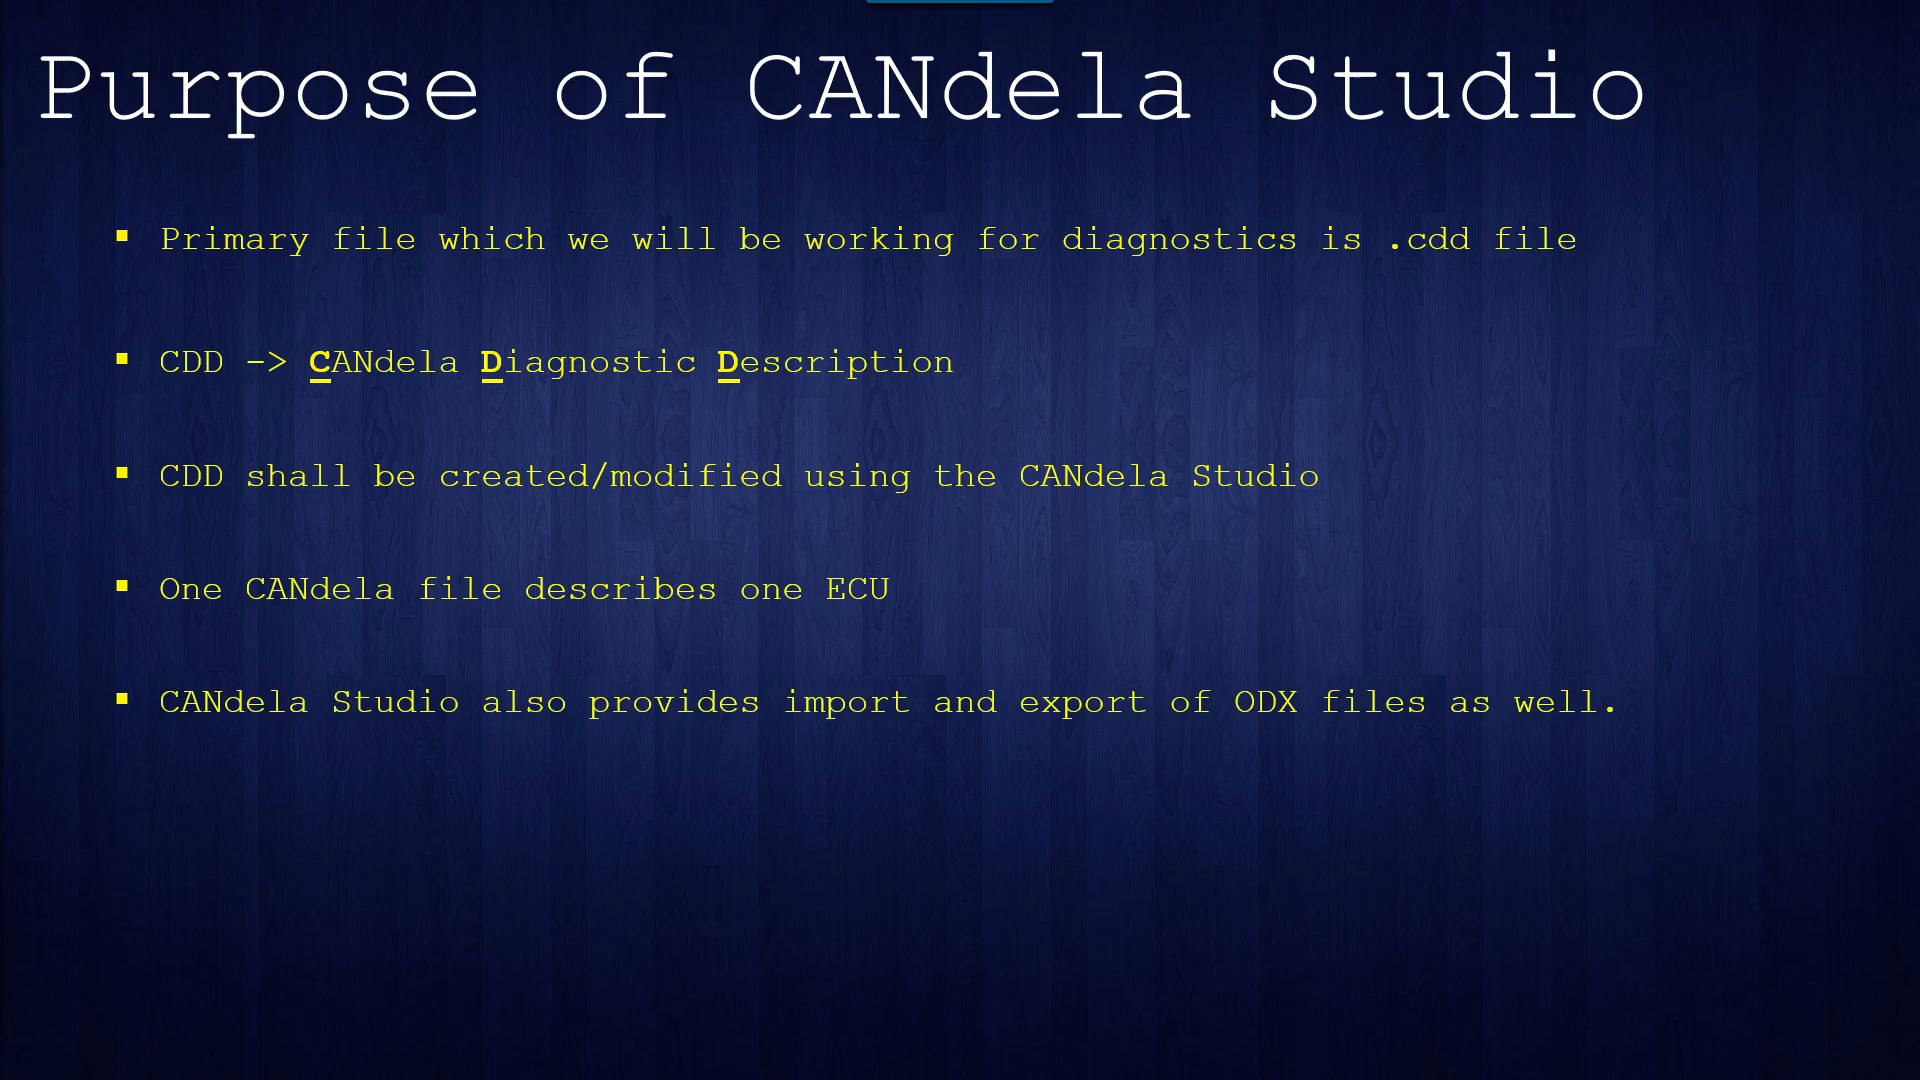 Purpose of CANdela Studio
▪ Primary file which we will be working for diagnostics is .cdd file
▪ CDD -> CANdela Diagnostic Description
▪ CDD shall be created/modified using the CANdela Studio
▪ One CANdela file describes one ECU
▪ CANdela Studio also provides import and export of ODX files as well.